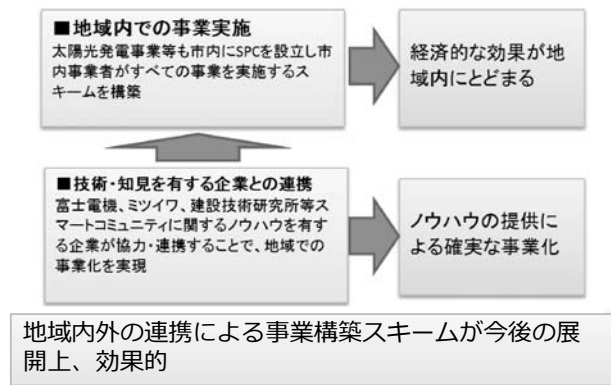 ■地域内での事業実施
太陽光発電事業等も市内にSPCを設立し市
内事業者がすべての事業を実施するス
キームを構築
経済的な効果が地
域内にとどまる
■技術・知見を有する企業との連携
富士電機、ミツイワ、建設技術研究所等ス
マートコミュニティに関するノウハウを有す
る企業が協力・連携することで、地域での
事業化を実現
ノウハウの提供に
よる確実な事業化
地域内外の連携による事業構築スキームが今後の展
開上、効果的